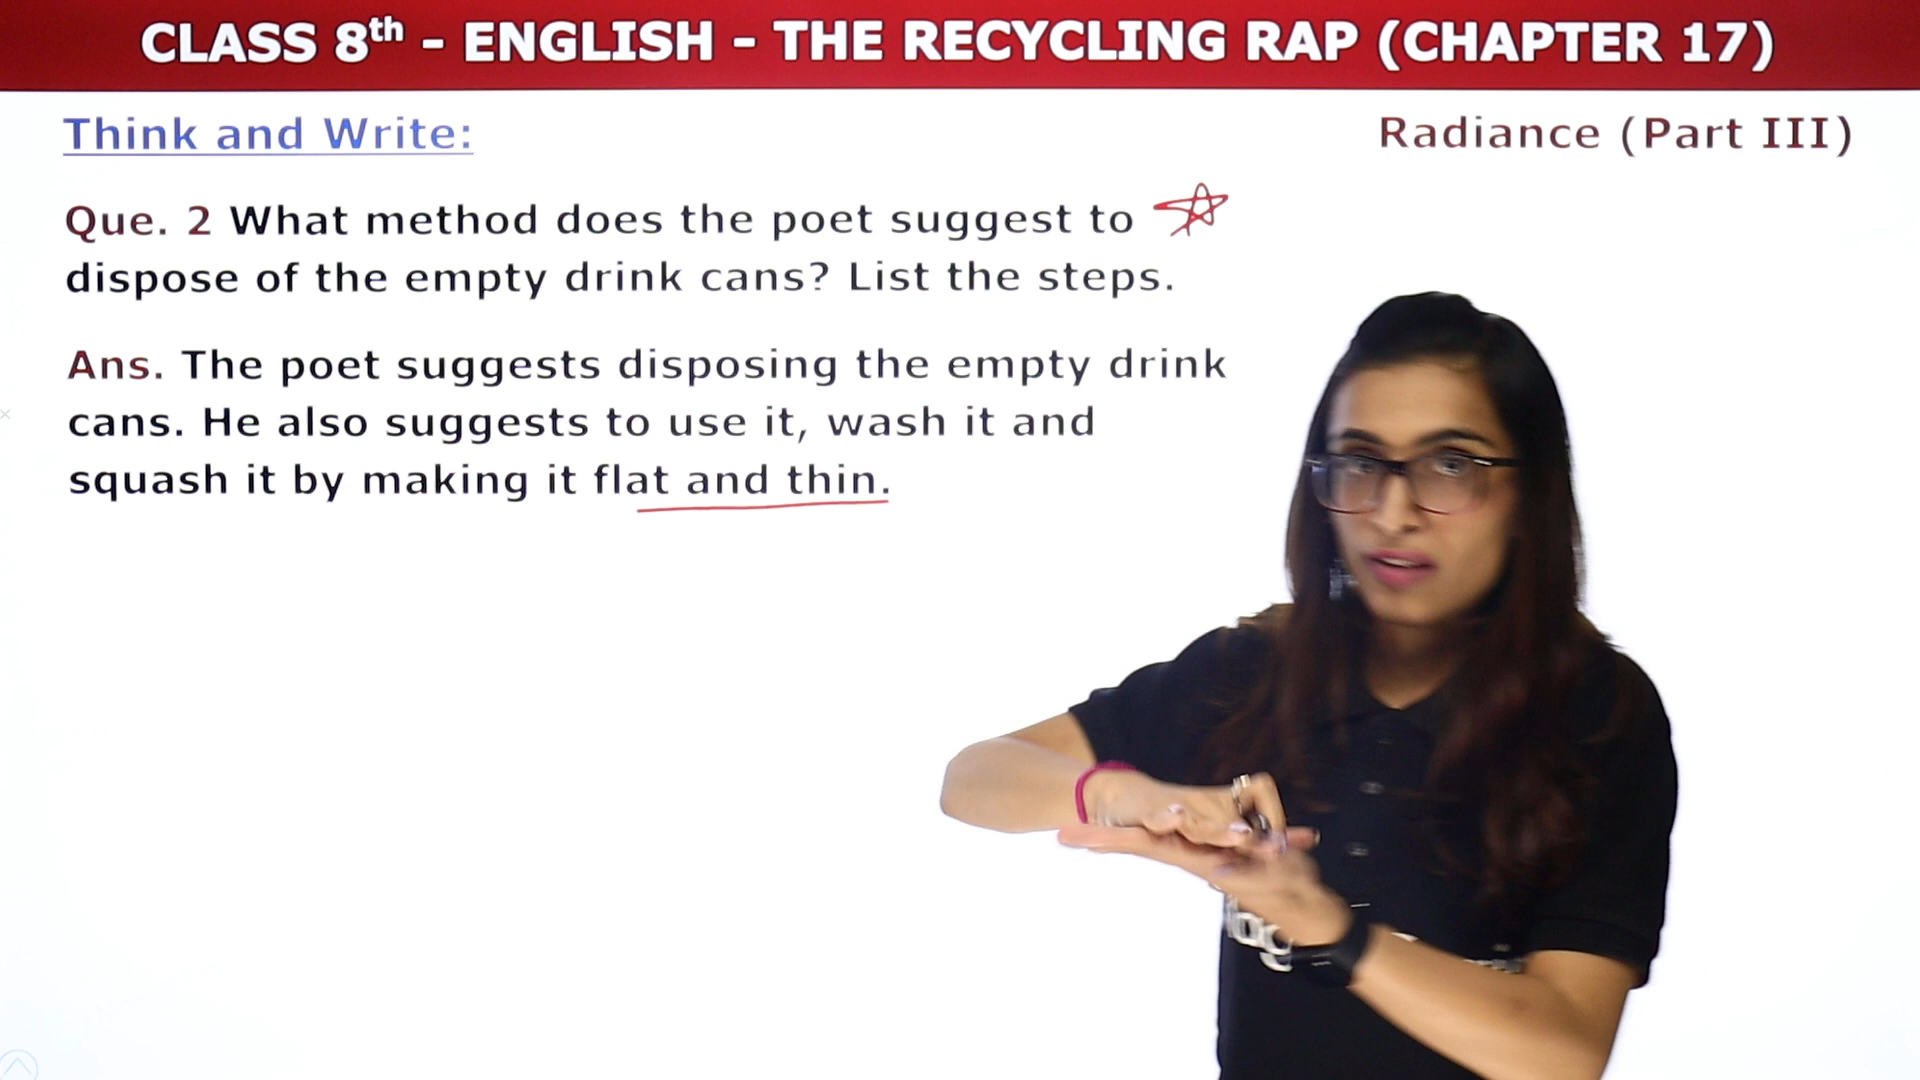 CLASS 8th - ENGLISH - THE RECYCLING RAP (CHAPTER 17)
Think and Write:
Radiance (Part III)
Que. 2 What method does the poet suggest to
dispose of the empty drink cans? List the steps.
Ans. The poet suggests disposing the empty drink
cans. He also suggests to use it, wash it and
squash it by making it flat and thin.